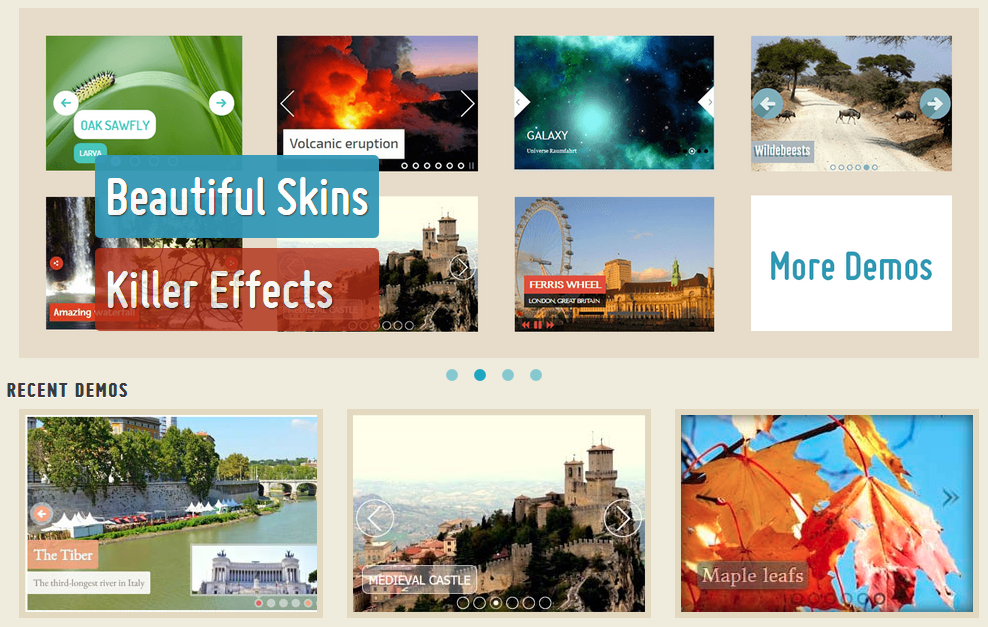 OAK SAWFLY
LARVA
Volcanic eruption
GALAXY
Universe Raumfahrt
Wildebeests
Beautiful Skins
Killer Effects
Amazing waterfall
MEDIEVAL CASTLE
FERRIS WHEEL
LONDON, GREAT BRITAIN
More Demos
RECENT DEMOS
The Tiber
The third-longest river in Italy
MEDIEVAL CASTLE
Maple leafs